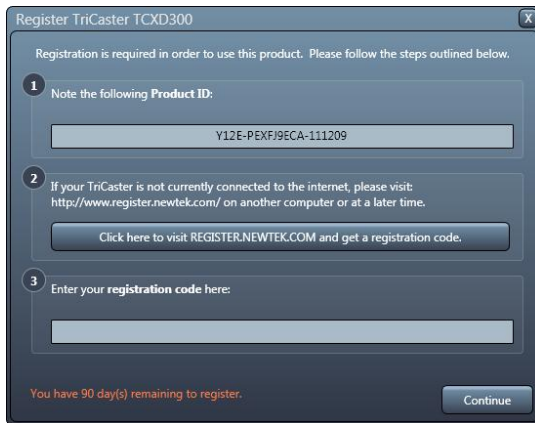 Register TriCaster TCXD300
X
Registration is required in order to use this product. Please follow the steps outlined below.
1
Note the following Product ID:
Y12E-PEXFJ9ECA-111209
2
If your TriCaster is not currently connected to the internet, please visit:
http://www.register.newtek.com/ on another computer or at a later time.
Click here to visit REGISTER.NEWTEK.COM and get a registration code.
3
Enter your registration code here:
You have 90 day(s) remaining to register.
Continue